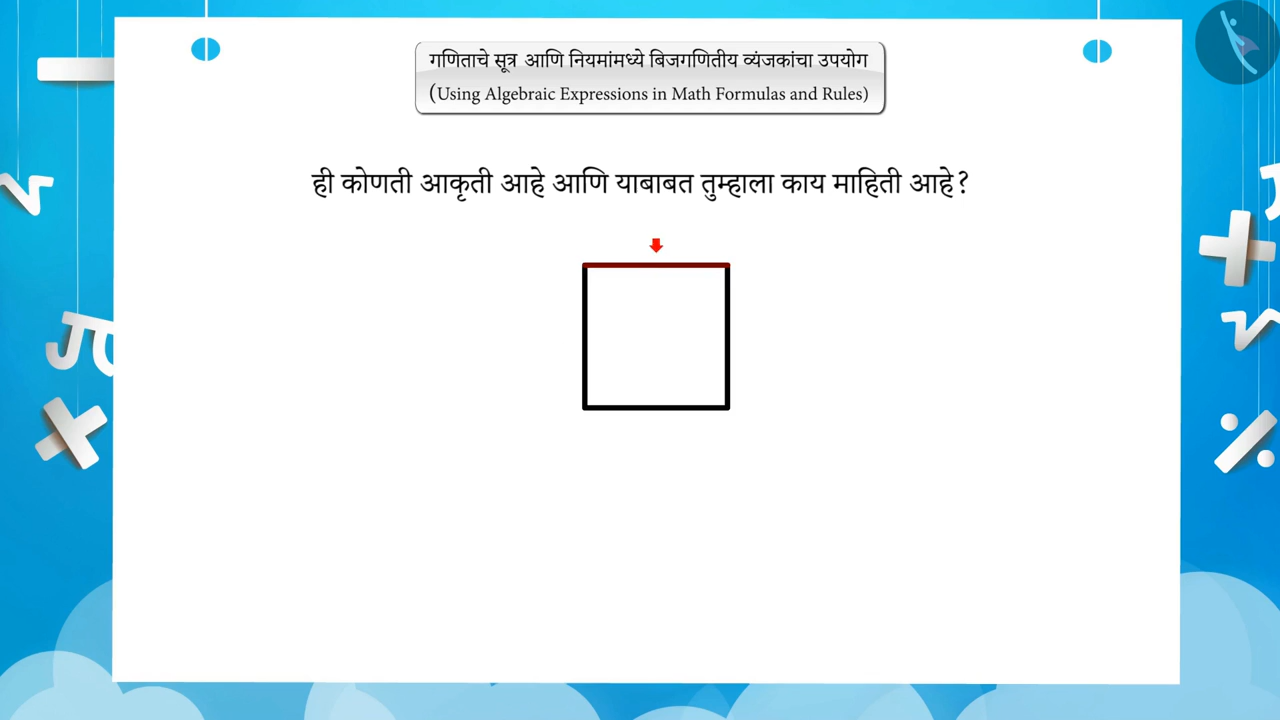 गणिताचे सूत्र आणि नियमांमध्ये बिजगणितीय व्यंजकांचा उपयोग
(Using Algebraic Expressions in Math Formulas and Rules)
ही कोणती आकृती आहे आणि याबाबत तुम्हाला काय माहिती आहे?